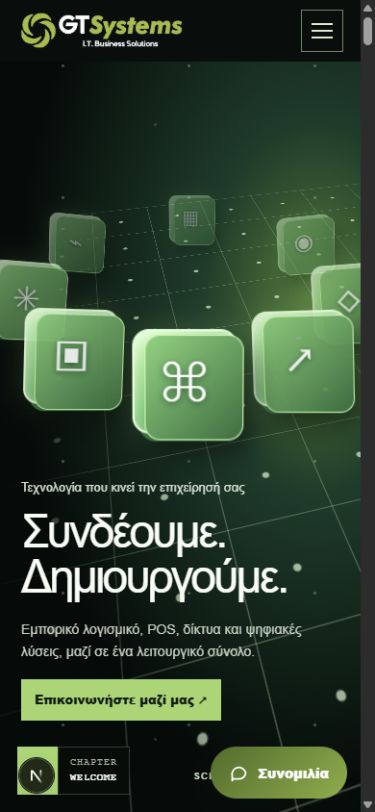 GTSystems
I.T. Business Solutions
Τεχνολογία που κινεί την επιχείρησή σας
Συνδέουμε.
Δημιουργούμε.
Εμπορικό λογισμικό, POS, δίκτυα και ψηφιακές
λύσεις, μαζί σε ένα λειτουργικό σύνολο.
Επικοινωνήστε μαζί μας ↗
N
CHAPTER
WELCOME
Συνομιλία